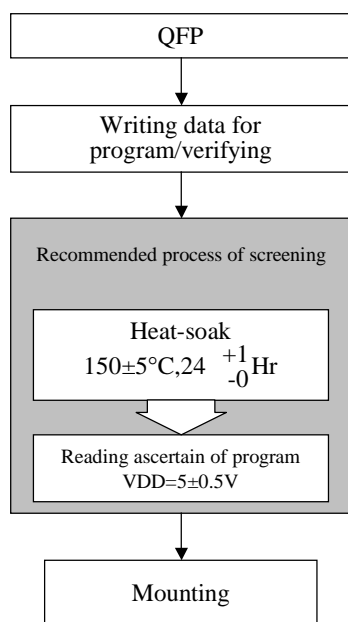 QFP
Writing data for
program/verifying
Recommended process of screening
Heat-soak
150±5°C,24 +1 -0 Hr
Reading ascertain of program
VDD=5±0.5V
Mounting